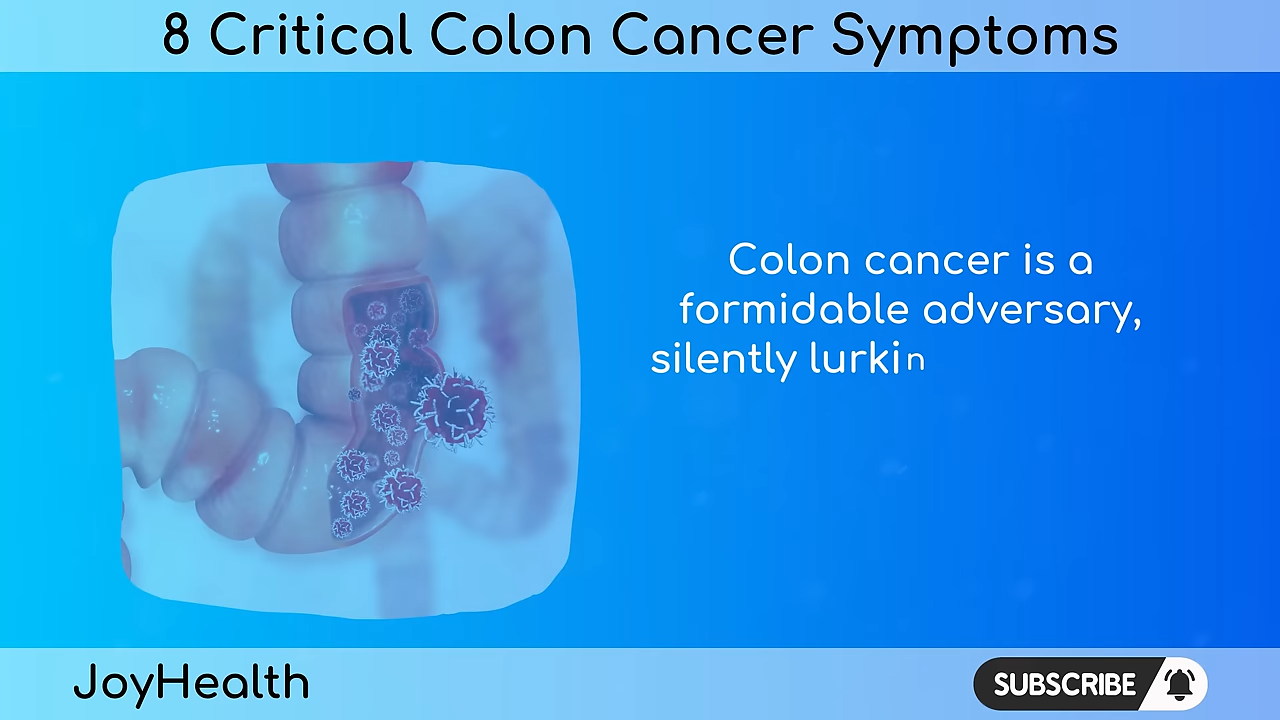 8 Critical Colon Cancer Symptoms
Colon cancer is a
formidable adversary,
silently lurkin
JoyHealth
SUBSCRIBE